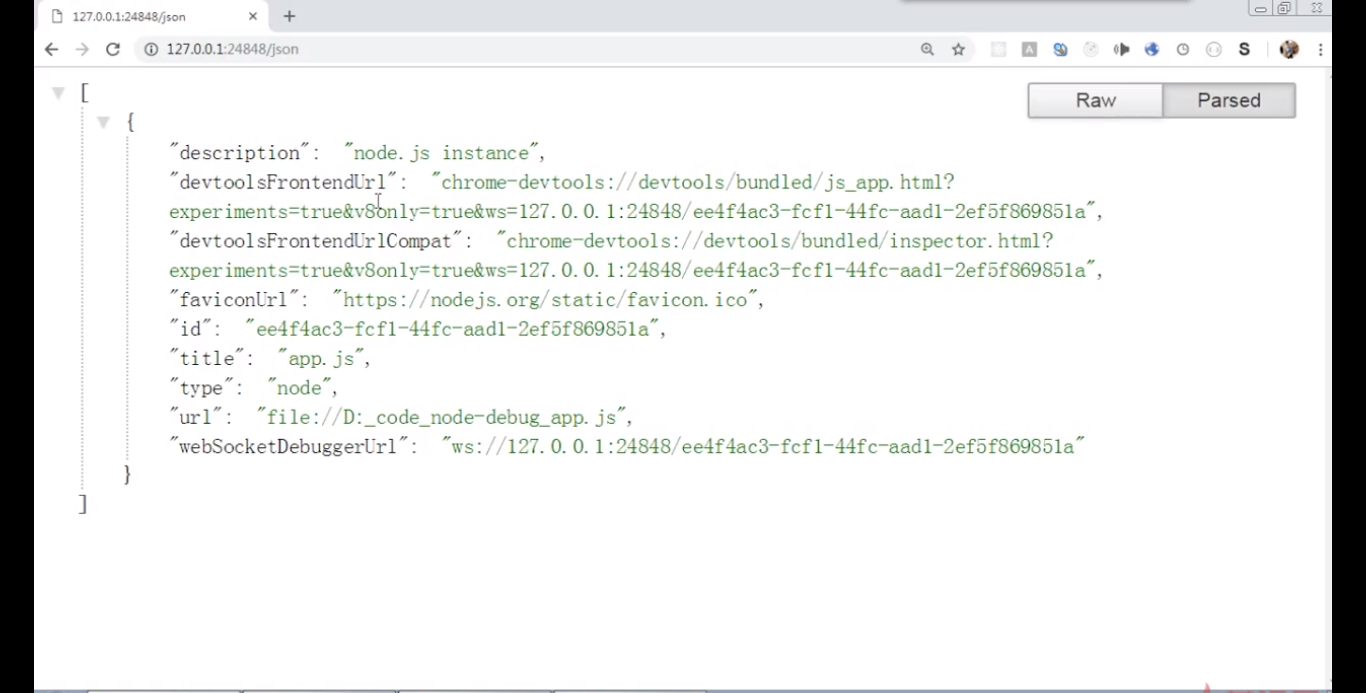 127.0.0.1:24848/json
127.0.0.1:24848/json
Raw Parsed
[
{
"description": "node.js instance",
"devtoolsFrontendUrl": "chrome-devtools://devtools/bundled/js_app.html?
experiments=true&v8only=true&ws=127.0.0.1:24848/ee4f4ac3-fcf1-44fc-aad1-2ef5f869851a",
"devtoolsFrontendUrlCompat": "chrome-devtools://devtools/bundled/inspector.html?
experiments=true&v8only=true&ws=127.0.0.1:24848/ee4f4ac3-fcf1-44fc-aad1-2ef5f869851a",
"faviconUrl": "https://nodejs.org/static/favicon.ico",
"id": "ee4f4ac3-fcf1-44fc-aad1-2ef5f869851a",
"title": "app.js",
"type": "node",
"url": "file://D:_code_node-debug_app.js",
"webSocketDebuggerUrl": "ws://127.0.0.1:24848/ee4f4ac3-fcf1-44fc-aad1-2ef5f869851a"
}
]